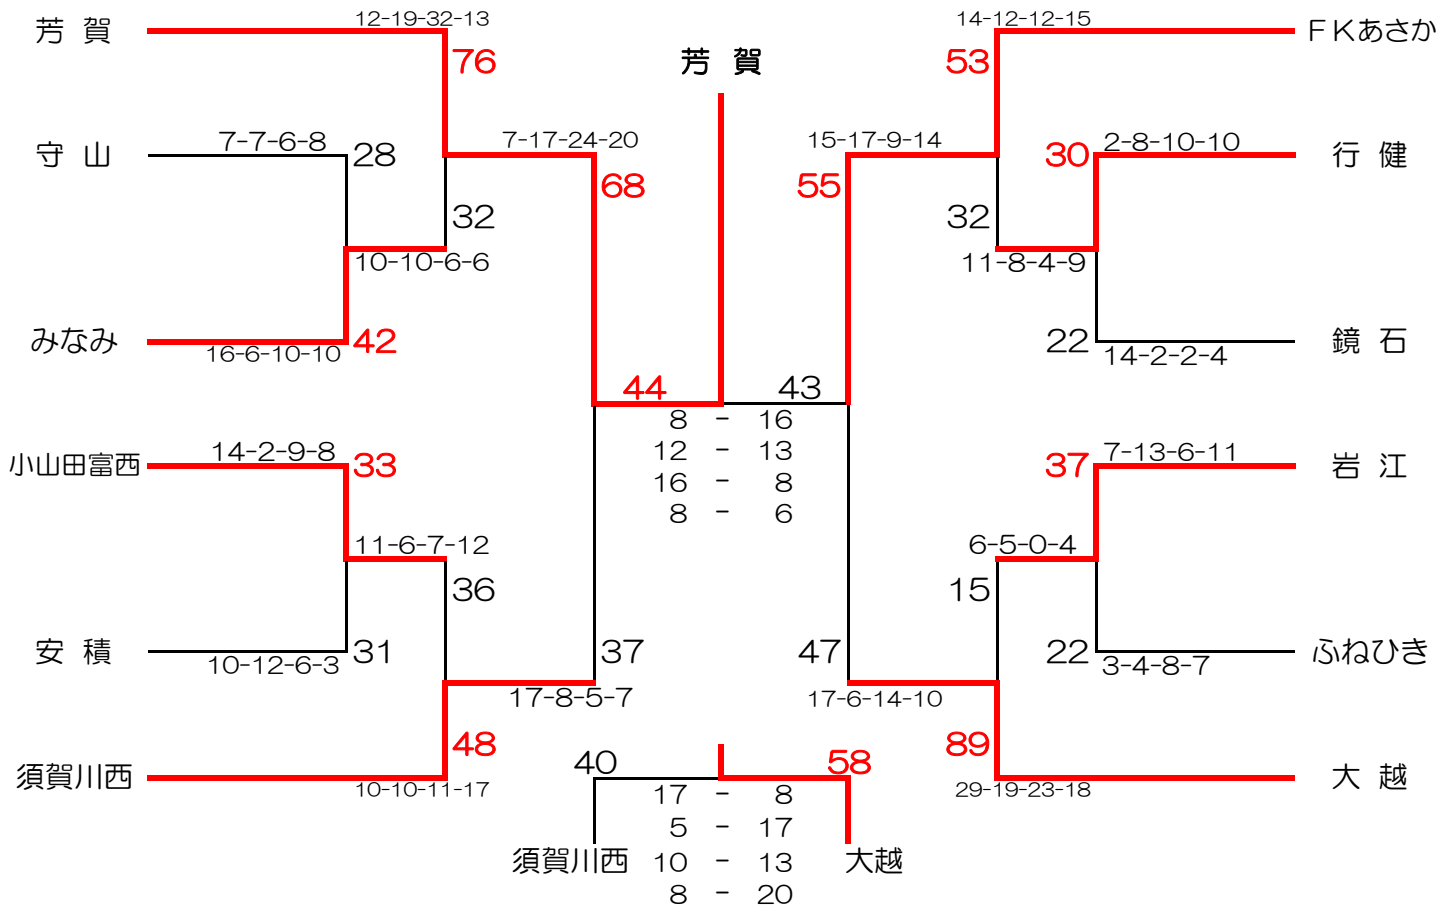 芳 賀
12-19-32-13
76
14-12-12-15
53
FKあさか
芳 賀
守 山
7-7-6-8
28
7-17-24-20
68
15-17-9-14
55
30
2-8-10-10
行 健
32
32
10-10-6-6
11-8-4-9
みなみ
16-6-10-10
42
22
14-2-2-4
鏡 石
44
43
8 - 16
12 - 13
16 - 8
8 - 6
小山田富西
14-2-9-8
33
37
7-13-6-11
岩 江
11-6-7-12
36
6-5-0-4
15
安 積
10-12-6-3
31
37
47
22
3-4-8-7
ふねひき
17-8-5-7
17-6-14-10
須賀川西
10-10-11-17
48
89
29-19-23-18
大 越
40
58
17 - 8
5 - 17
10 - 13
8 - 20
須賀川西
大越